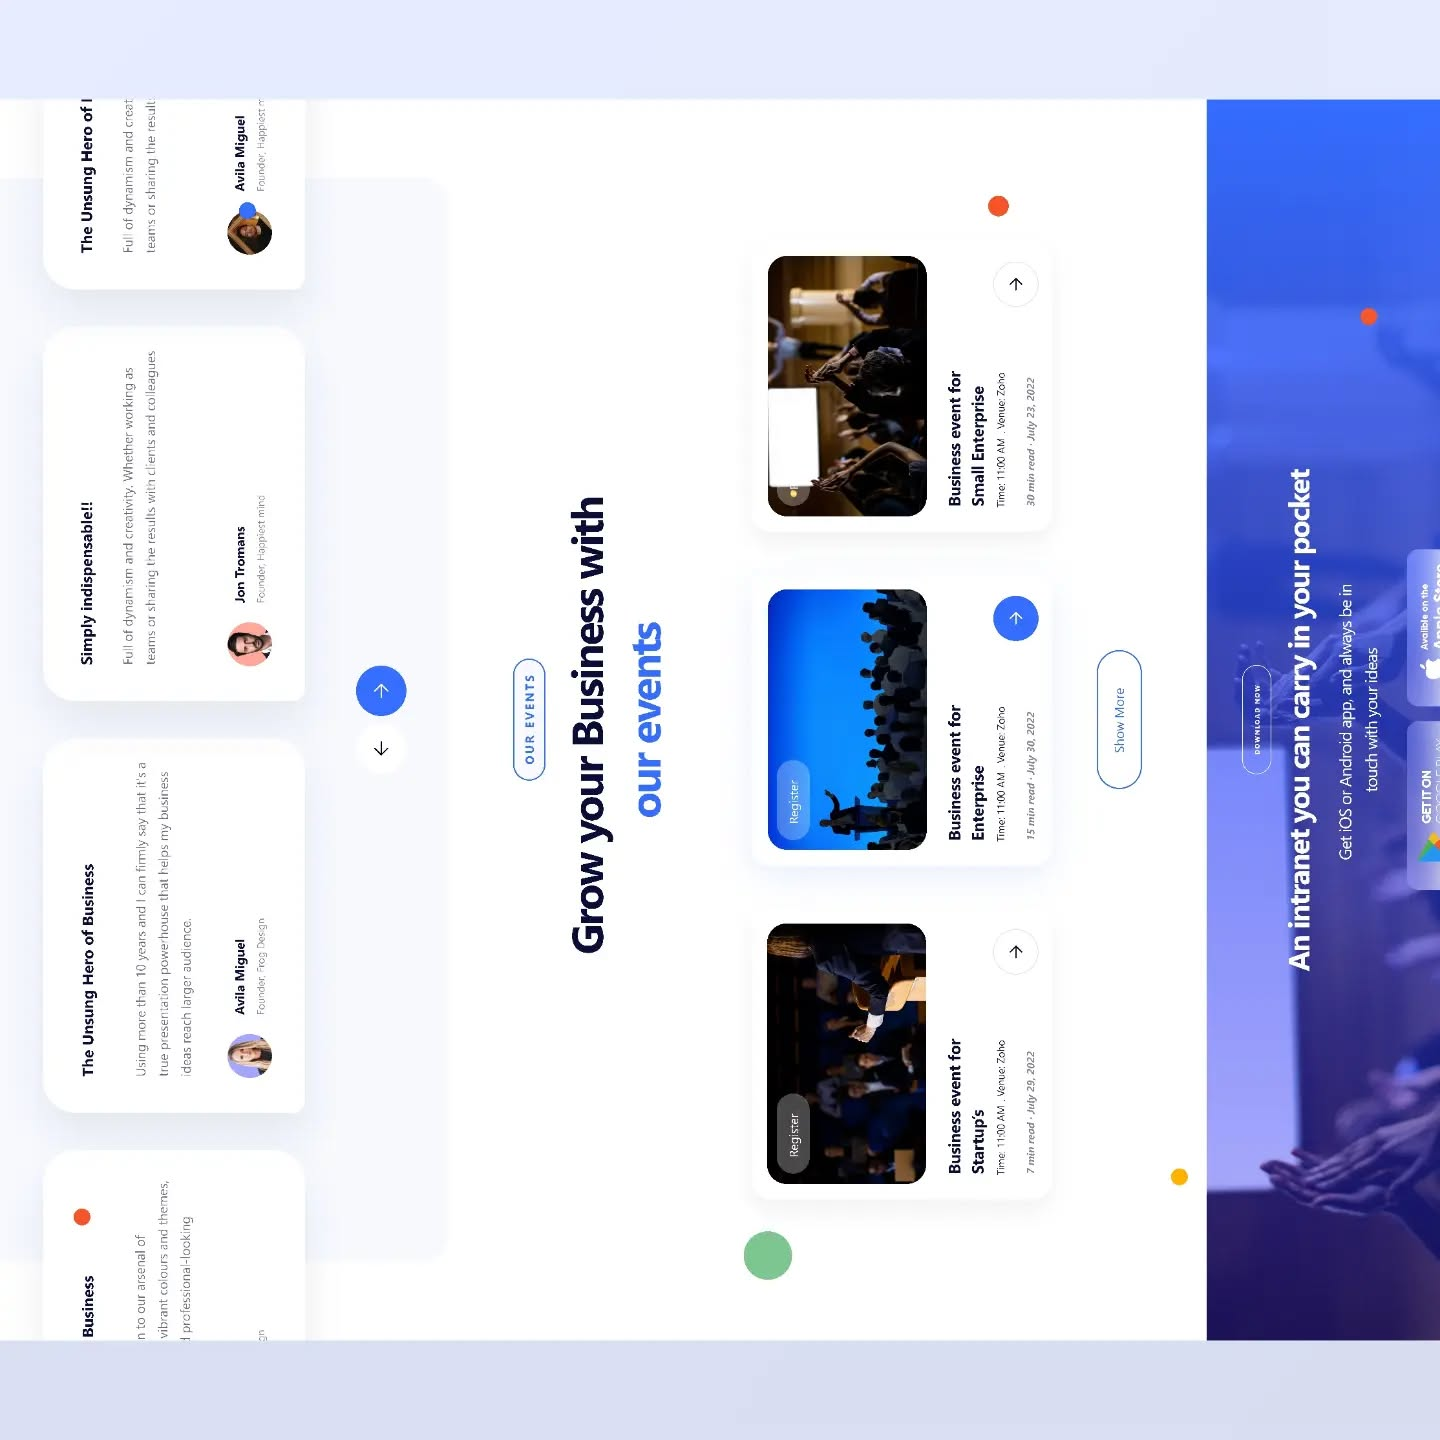 Business
n to our arsenal of
vibrant colours and themes,
professional-looking
gn
The Unsung Hero of Business
Using more than 10 years and I can firmly say that it's a
true presentation powerhouse that helps my business
ideas reach larger audience.
Avila Miguel
Founder, Frog Design
Simply indispensable!!
Full of dynamism and creativity. Whether working as
teams or sharing the results with clients and colleagues
Jon Tromans
Founder, Happiest mind
The Unsung Hero of
Full of dynamism and creat
teams or sharing the result
Avila Miguel
Founder, Happiest m
OUR EVENTS
Grow your Business with
our events
Register
Business event for
Startup's
Time: 11:00 AM . Venue: Zoho
7 min read · July 29, 2022
Register
Business event for
Enterprise
Time: 11:00 AM . Venue: Zoho
15 min read · July 30, 2022
Business event for
Small Enterprise
Time: 11:00 AM . Venue: Zoho
30 min read · July 23, 2022
Show More
DOWNLOAD NOW
An intranet you can carry in your pocket
Get iOS or Android app, and always be in
touch with your ideas
GET IT ON
GOOGLE PLAY
Available on the
Apple Store